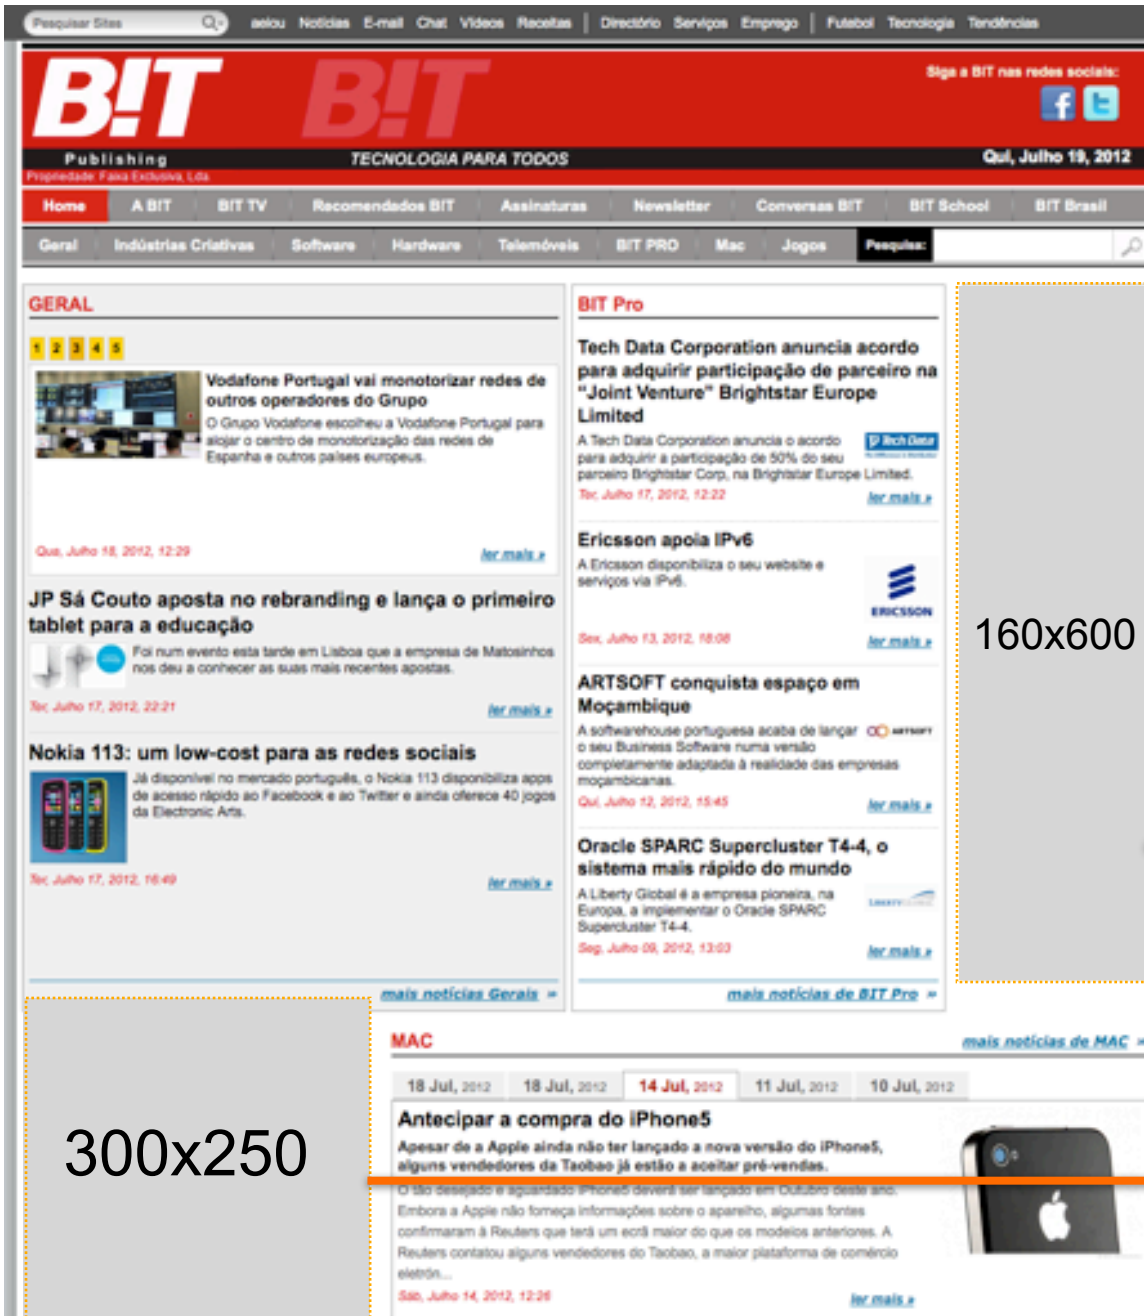 Pesquisar Sites
aeiou Notícias E-mail Chat Vídeos Receitas | Directório Serviços Emprego | Futebol Tecnologia Tendências
B!T B!T
Siga a BIT nas redes sociais:
Publishing TECNOLOGIA PARA TODOS Qui, Julho 19, 2012
Propriedade: Faixa Exclusiva, Lda.
Home A BIT BIT TV Recomendados BIT Assinaturas Newsletter Conversas BIT BIT School BIT Brasil
Geral Indústrias Criativas Software Hardware Telemóveis BIT PRO Mac Jogos Pesquisa:
GERAL
1 2 3 4 5
Vodafone Portugal vai monotorizar redes de
outros operadores do Grupo
O Grupo Vodafone escolheu a Vodafone Portugal para
alojar o centro de monotorização das redes de
Espanha e outros países europeus.
Qua, Julho 18, 2012, 12:29
ler mais »
JP Sá Couto aposta no rebranding e lança o primeiro
tablet para a educação
Foi num evento esta tarde em Lisboa que a empresa de Matosinhos
nos deu a conhecer as suas mais recentes apostas.
Ter, Julho 17, 2012, 22:21
ler mais »
Nokia 113: um low-cost para as redes sociais
Já disponível no mercado português, o Nokia 113 disponibiliza apps
de acesso rápido ao Facebook e ao Twitter e ainda oferece 40 jogos
da Electronic Arts.
Ter, Julho 17, 2012, 16:49
ler mais »
mais notícias Gerais »
BIT Pro
Tech Data Corporation anuncia acordo
para adquirir participação de parceiro na
"Joint Venture" Brightstar Europe
Limited
A Tech Data Corporation anuncia o acordo
para adquirir a participação de 50% do seu
parceiro Brightstar Corp, na Brightstar Europe Limited.
Tech Data
Ter, Julho 17, 2012, 12:22
ler mais »
Ericsson apoia IPv6
A Ericsson disponibiliza o seu website e
serviços via IPv6.
ERICSSON
Sex, Julho 13, 2012, 18:08
ler mais »
ARTSOFT conquista espaço em
Moçambique
A softwarehouse portuguesa acaba de lançar
o seu Business Software numa versão
completamente adaptada à realidade das empresas
moçambicanas.
ARTSOFT
Qui, Julho 12, 2012, 15:45
ler mais »
Oracle SPARC Supercluster T4-4, o
sistema mais rápido do mundo
A Liberty Global é a empresa pioneira, na
Europa, a implementar o Oracle SPARC
Supercluster T4-4.
Seg, Julho 09, 2012, 13:03
ler mais »
mais notícias de BIT Pro »
160x600
300x250
MAC
mais notícias de MAC »
18 Jul, 2012 18 Jul, 2012 14 Jul, 2012 11 Jul, 2012 10 Jul, 2012
Antecipar a compra do iPhone5
Apesar de a Apple ainda não ter lançado a nova versão do iPhone5,
alguns vendedores da Taobao já estão a aceitar pré-vendas.
O tão desejado e aguardado iPhone5 deverá ser lançado em Outubro deste ano.
Embora a Apple não forneça informações sobre o aparelho, algumas fontes
confirmaram à Reuters que terá um ecrã maior do que os modelos anteriores. A
Reuters contatou alguns vendedores do Taobao, a maior plataforma de comércio
eletrón...
Sáb, Julho 14, 2012, 12:26
ler mais »